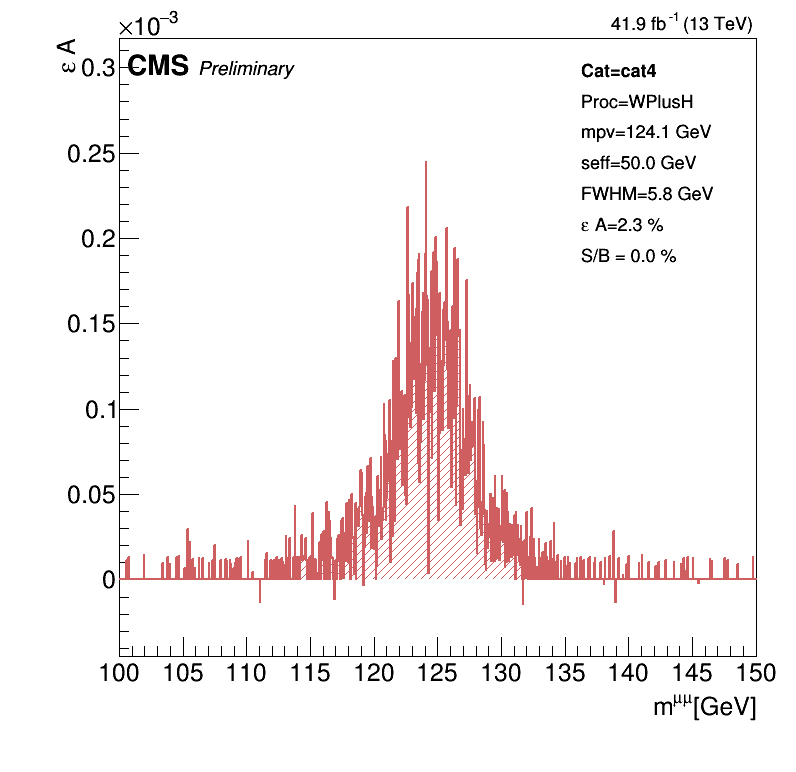 ×10⁻³
41.9 fb⁻¹ (13 TeV)
ε A
CMS Preliminary
Cat=cat4
Proc=WPlusH
mpv=124.1 GeV
seff=50.0 GeV
FWHM=5.8 GeV
ε A=2.3 %
S/B = 0.0 %
0.3
0.25
0.2
0.15
0.1
0.05
0
100 105 110 115 120 125 130 135 140 145 150
m^μμ[GeV]